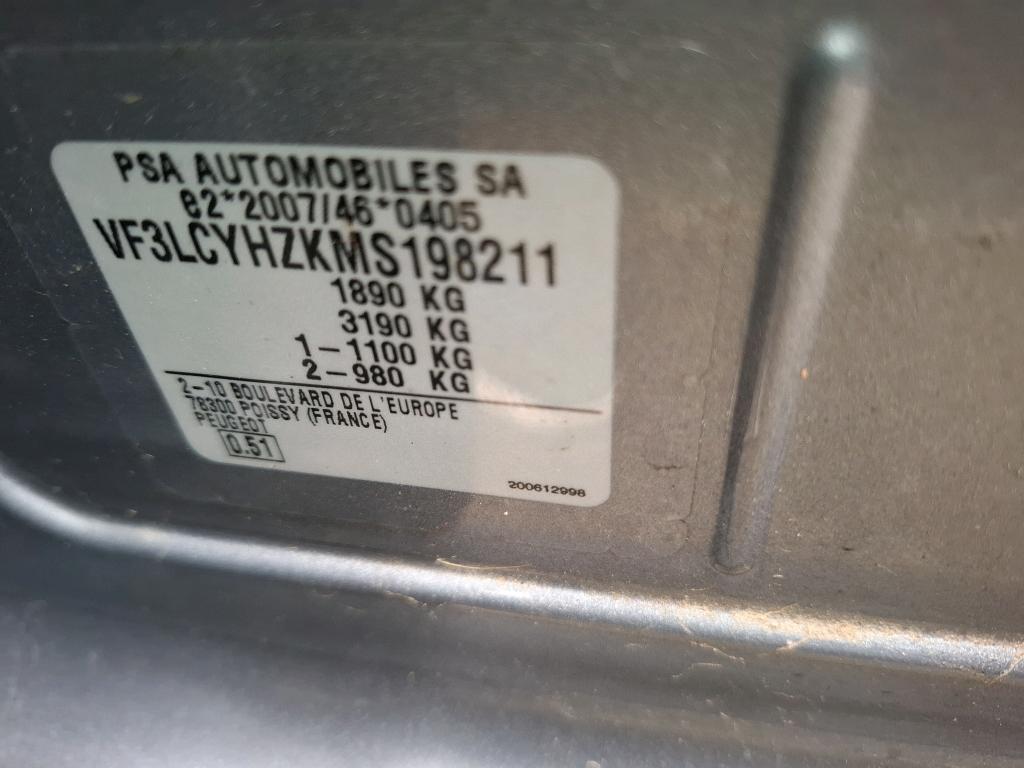 PSA AUTOMOBILES SA
e2*2007/46*0405
VF3LCYHZKMS198211
1890 KG
3190 KG
1-1100 KG
2-980 KG
2-10 BOULEVARD DE L'EUROPE
78300 POISSY (FRANCE)
PEUGEOT
0.51
200612998